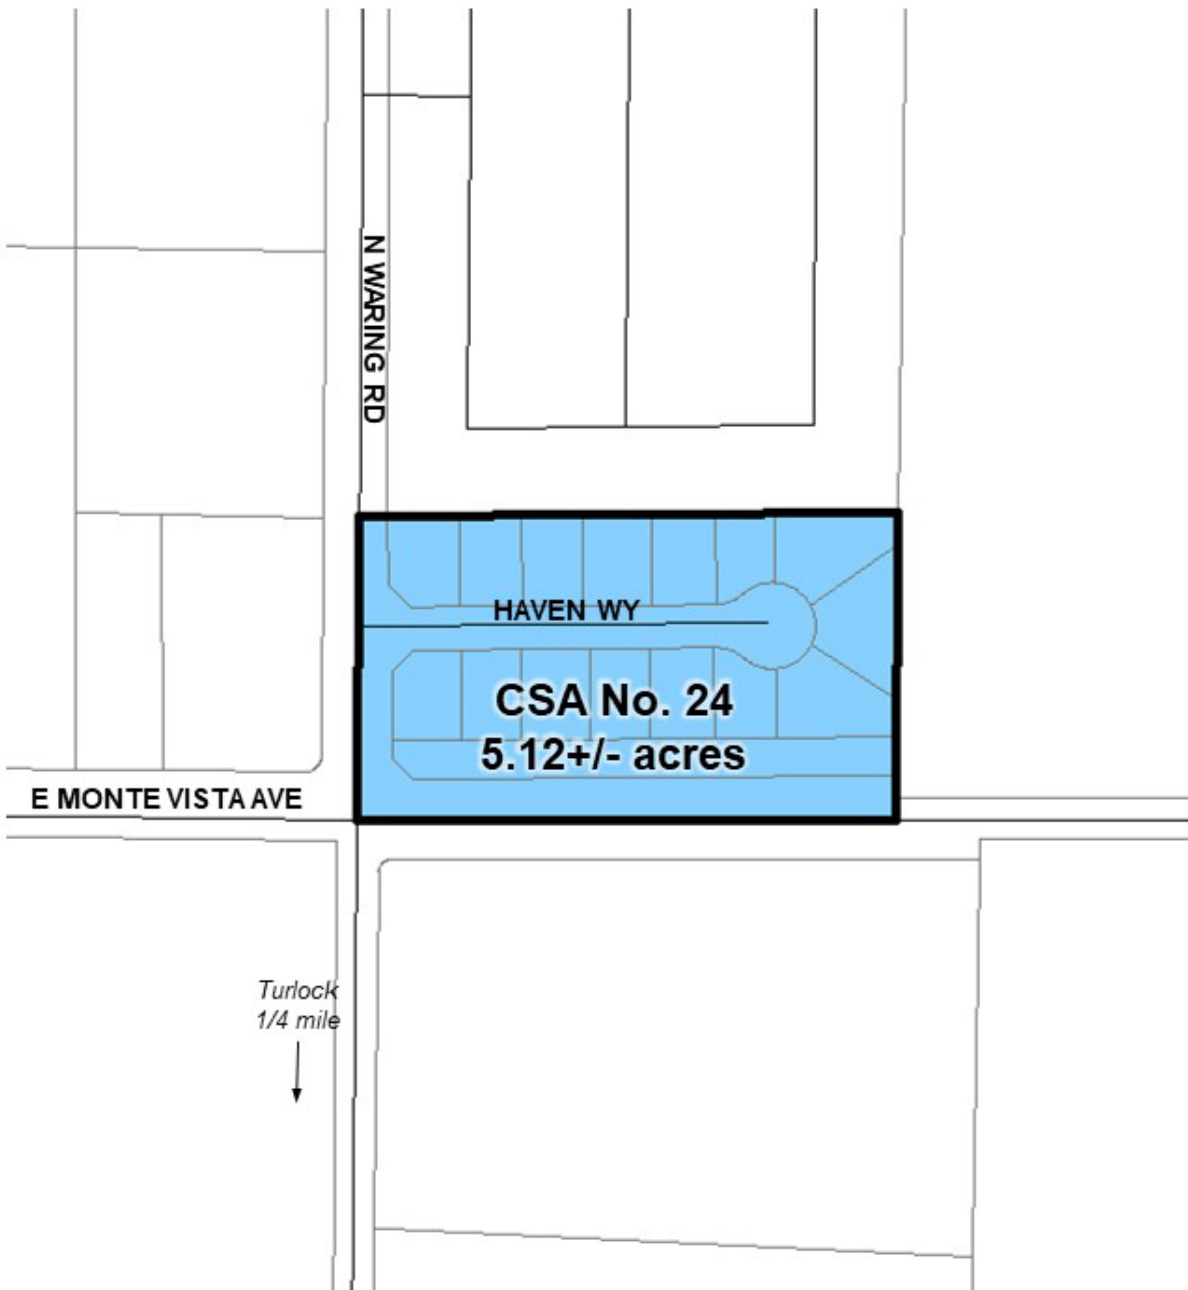 N WARING RD
HAVEN WY
CSA No. 24
5.12+/- acres
E MONTE VISTA AVE
Turlock
1/4 mile